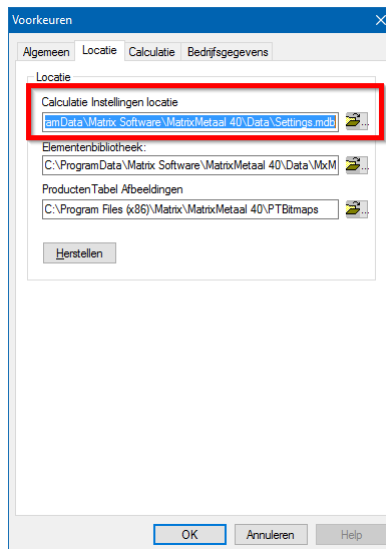 Voorkeuren
Algemeen Locatie Calculatie Bedrijfsgegevens
Locatie
Calculatie Instellingen locatie
amData\Matrix Software\MatrixMetaal 40\Data\Settings.mdb
...
Elementenbibliotheek:
C:\ProgramData\Matrix Software\MatrixMetaal 40\Data\MxM
...
ProductenTabel Afbeeldingen
C:\Program Files (x86)\Matrix\MatrixMetaal 40\PTBitmaps
...
Herstellen
OK Annuleren Help